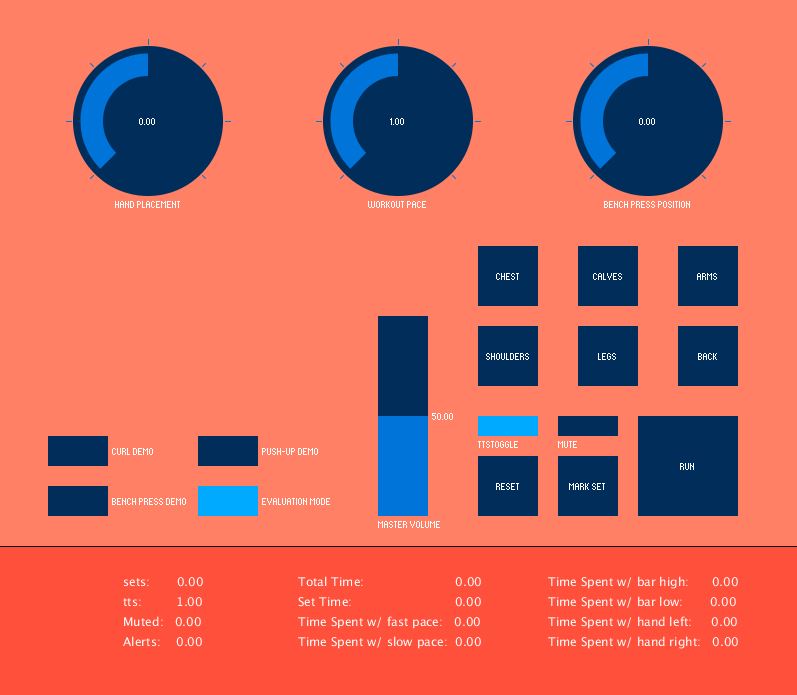 0.00
1.00
0.00
HAND PLACEMENT
WORKOUT PACE
BENCH PRESS POSITION
CHEST
CALVES
ARMS
SHOULDERS
LEGS
BACK
50.00
TTSTOGGLE
MUTE
CURL DEMO
PUSH-UP DEMO
RUN
RESET
MARK SET
BENCH PRESS DEMO
EVALUATION MODE
MASTER VOLUME
sets: 0.00
tts: 1.00
Muted: 0.00
Alerts: 0.00
Total Time: 0.00
Set Time: 0.00
Time Spent w/ fast pace: 0.00
Time Spent w/ slow pace: 0.00
Time Spent w/ bar high: 0.00
Time Spent w/ bar low: 0.00
Time Spent w/ hand left: 0.00
Time Spent w/ hand right: 0.00